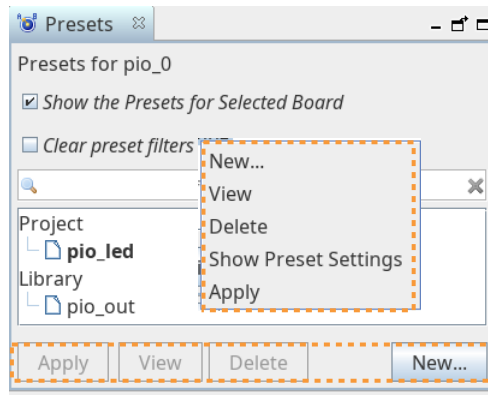 Presets
Presets for pio_0
Show the Presets for Selected Board
Clear preset filters
New...
View
Delete
Show Preset Settings
Apply
Project
pio_led
Library
pio_out
Apply
View
Delete
New...